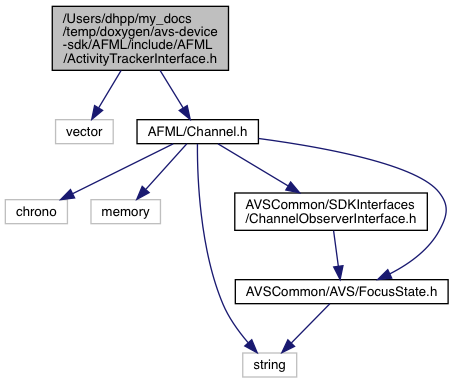 /Users/dhpp/my_docs
/temp/doxygen/avs-device
-sdk/AFML/include/AFML
/ActivityTrackerInterface.h
vector
AFML/Channel.h
chrono
memory
AVSCommon/SDKInterfaces
/ChannelObserverInterface.h
AVSCommon/AVS/FocusState.h
string